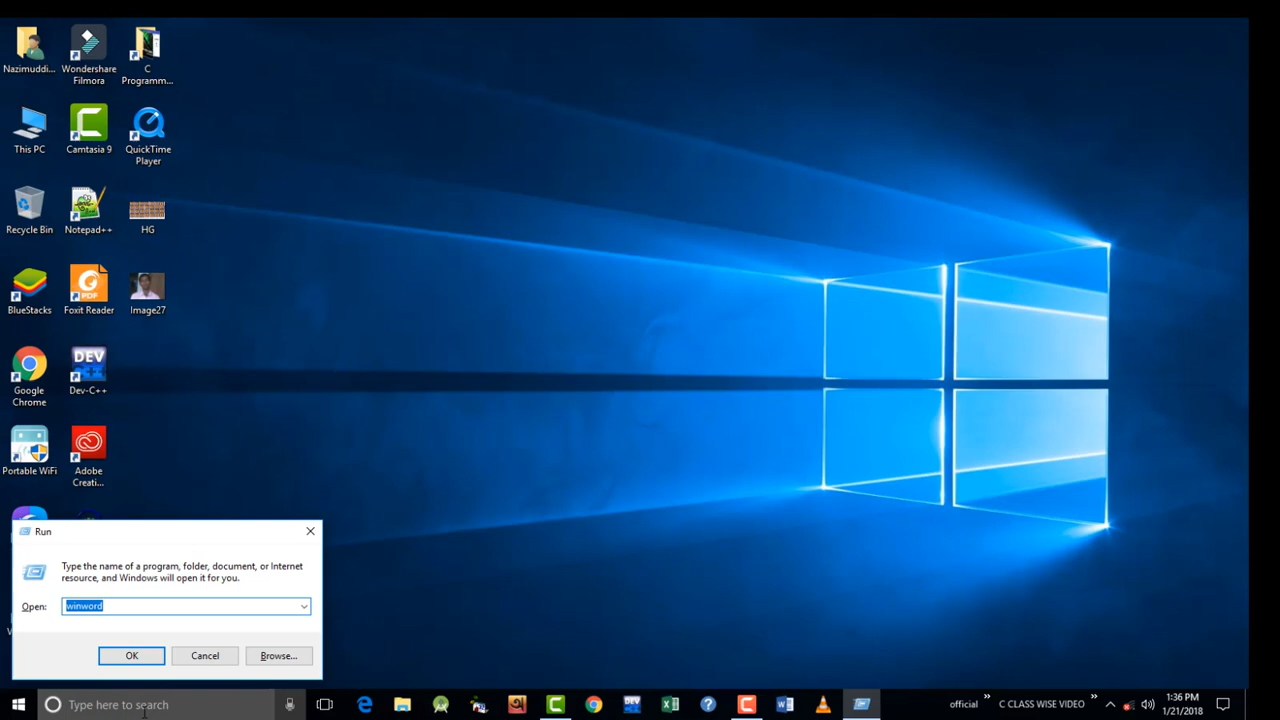 Nazimuddi...
Wondershare
Filmora
C
Programm...
This PC
Camtasia 9
QuickTime
Player
Recycle Bin
Notepad++
HG
BlueStacks
Foxit Reader
Image27
Google
Chrome
Dev-C++
Portable WiFi
Adobe
Creati...
Run
Type the name of a program, folder, document, or Internet
resource, and Windows will open it for you.
Open: winword
OK Cancel Browse...
Type here to search
official » C CLASS WISE VIDEO » 1:36 PM
1/21/2018